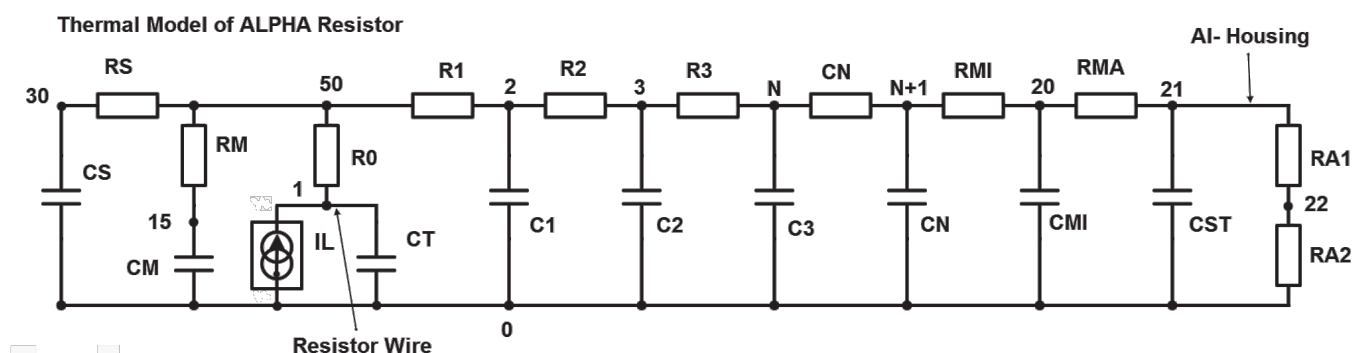 Thermal Model of ALPHA Resistor
Al- Housing
RS
50
R1
2
R2
3
R3
N
CN
N+1
RMI
20
RMA
21
30
RM
R0
RA1
CS
1
15
IL
CT
C1
C2
C3
CN
CMI
CST
22
CM
RA2
0
Resistor Wire